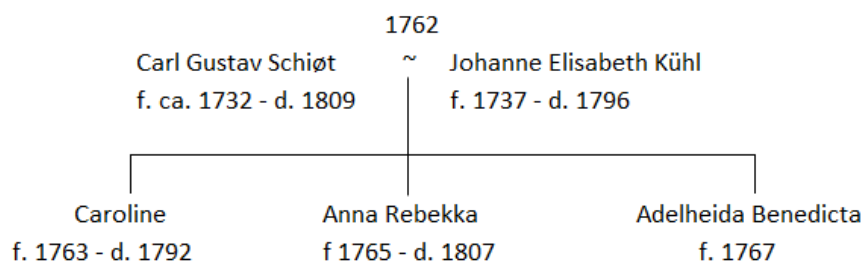 1762
Carl Gustav Schiøt ~ Johanne Elisabeth Kühl
f. ca. 1732 - d. 1809 f. 1737 - d. 1796
Caroline Anna Rebekka Adelheida Benedicta
f. 1763 - d. 1792 f 1765 - d. 1807 f. 1767